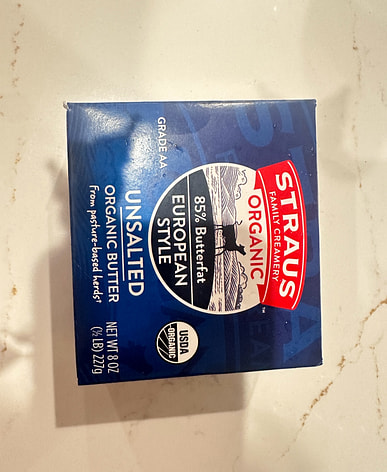 STRAUS
FAMILY CREAMERY
ORGANIC™
85% Butterfat
EUROPEAN
STYLE
GRADE AA
UNSALTED
ORGANIC BUTTER
From pasture-based herds†
USDA
ORGANIC
NET WT 8 OZ
(½ LB) 227g